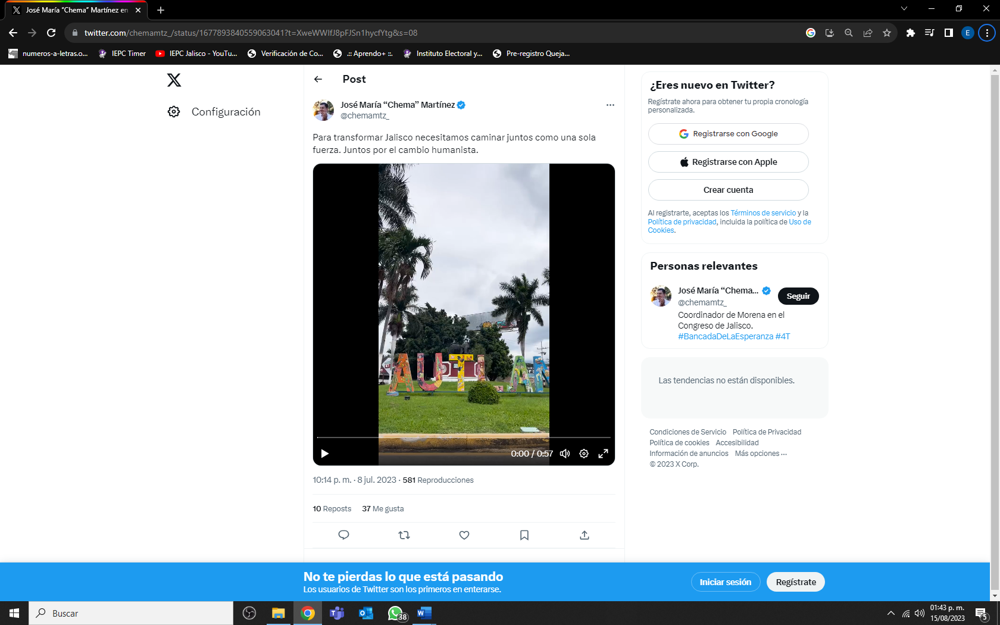 José María “Chema” Martínez en
twitter.com/chemamtz_/status/1677893840559063041?t=XweWWIfJ8pFJSn1hycfYtg&s=08
E
numeros-a-letras.o...
IEPC Timer
IEPC Jalisco - YouTu...
Verificación de Co...
.:: Aprendo+ ::.
Instituto Electoral y...
Pre-registro Queja...
Configuración
Post
José María “Chema” Martínez
@chemamtz_
Para transformar Jalisco necesitamos caminar juntos como una sola
fuerza. Juntos por el cambio humanista.
AUTLÁN
0:00 / 0:57
10:14 p. m. · 8 jul. 2023 · 581 Reproducciones
10 Reposts 37 Me gusta
¿Eres nuevo en Twitter?
Regístrate ahora para obtener tu propia cronología
personalizada.
Registrarse con Google
Registrarse con Apple
Crear cuenta
Al registrarte, aceptas los Términos de servicio y la
Política de privacidad, incluida la política de Uso de
Cookies.
Personas relevantes
José María “Chema...
Seguir
@chemamtz_
Coordinador de Morena en el
Congreso de Jalisco.
#BancadaDeLaEsperanza #4T
Las tendencias no están disponibles.
Condiciones de Servicio Política de Privacidad
Política de cookies Accesibilidad
Información de anuncios Más opciones ···
© 2023 X Corp.
No te pierdas lo que está pasando
Los usuarios de Twitter son los primeros en enterarse.
Iniciar sesión
Regístrate
Buscar
38
01:43 p. m.
15/08/2023
5